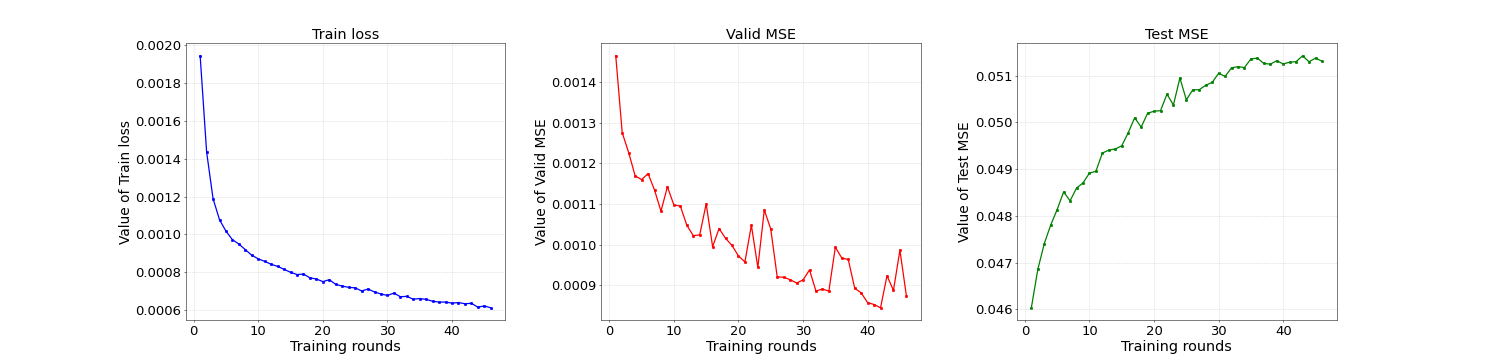 Train loss
Value of Train loss
0.0020
0.0018
0.0016
0.0014
0.0012
0.0010
0.0008
0.0006
0 10 20 30 40
Training rounds
Valid MSE
Value of Valid MSE
0.0014
0.0013
0.0012
0.0011
0.0010
0.0009
0 10 20 30 40
Training rounds
Test MSE
Value of Test MSE
0.051
0.050
0.049
0.048
0.047
0.046
0 10 20 30 40
Training rounds